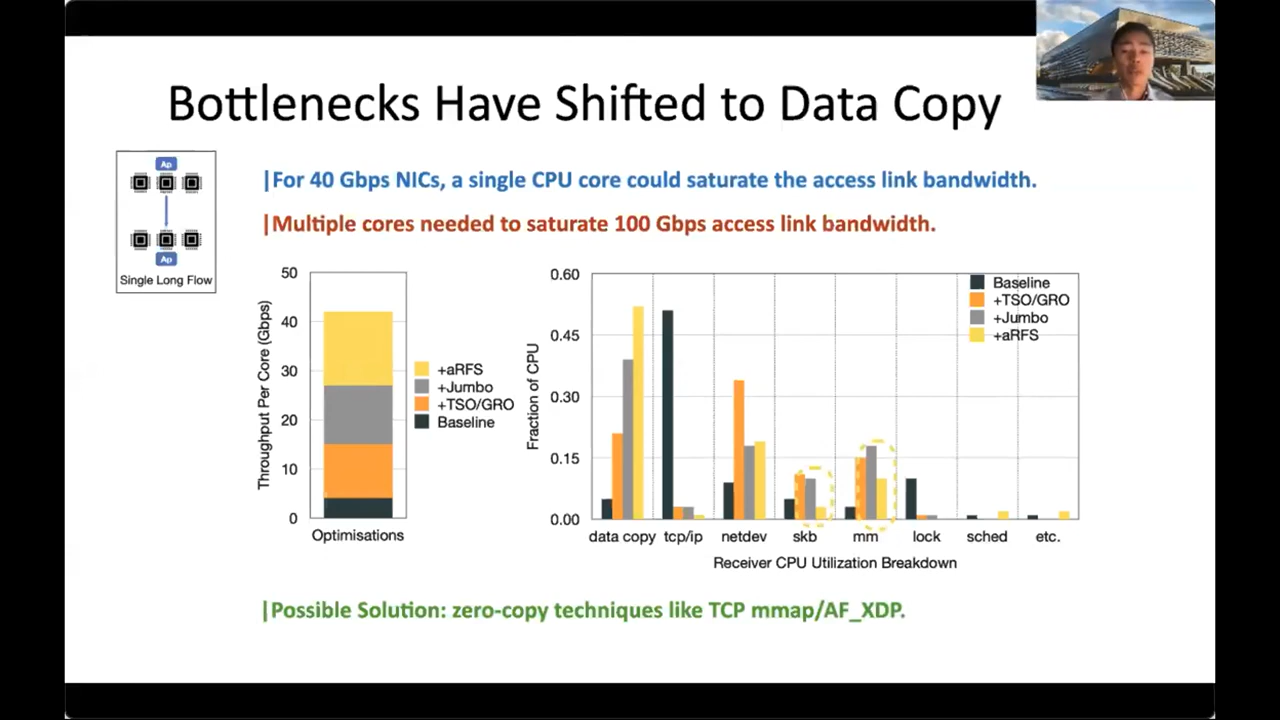 Bottlenecks Have Shifted to Data Copy
Ap
Ap
Single Long Flow
|For 40 Gbps NICs, a single CPU core could saturate the access link bandwidth.
|Multiple cores needed to saturate 100 Gbps access link bandwidth.
Throughput Per Core (Gbps)
50
40
30
20
10
0
Optimisations
+aRFS
+Jumbo
+TSO/GRO
Baseline
Fraction of CPU
0.60
0.45
0.30
0.15
0.00
Baseline
+TSO/GRO
+Jumbo
+aRFS
data copy tcp/ip netdev skb mm lock sched etc.
Receiver CPU Utilization Breakdown
|Possible Solution: zero-copy techniques like TCP mmap/AF_XDP.